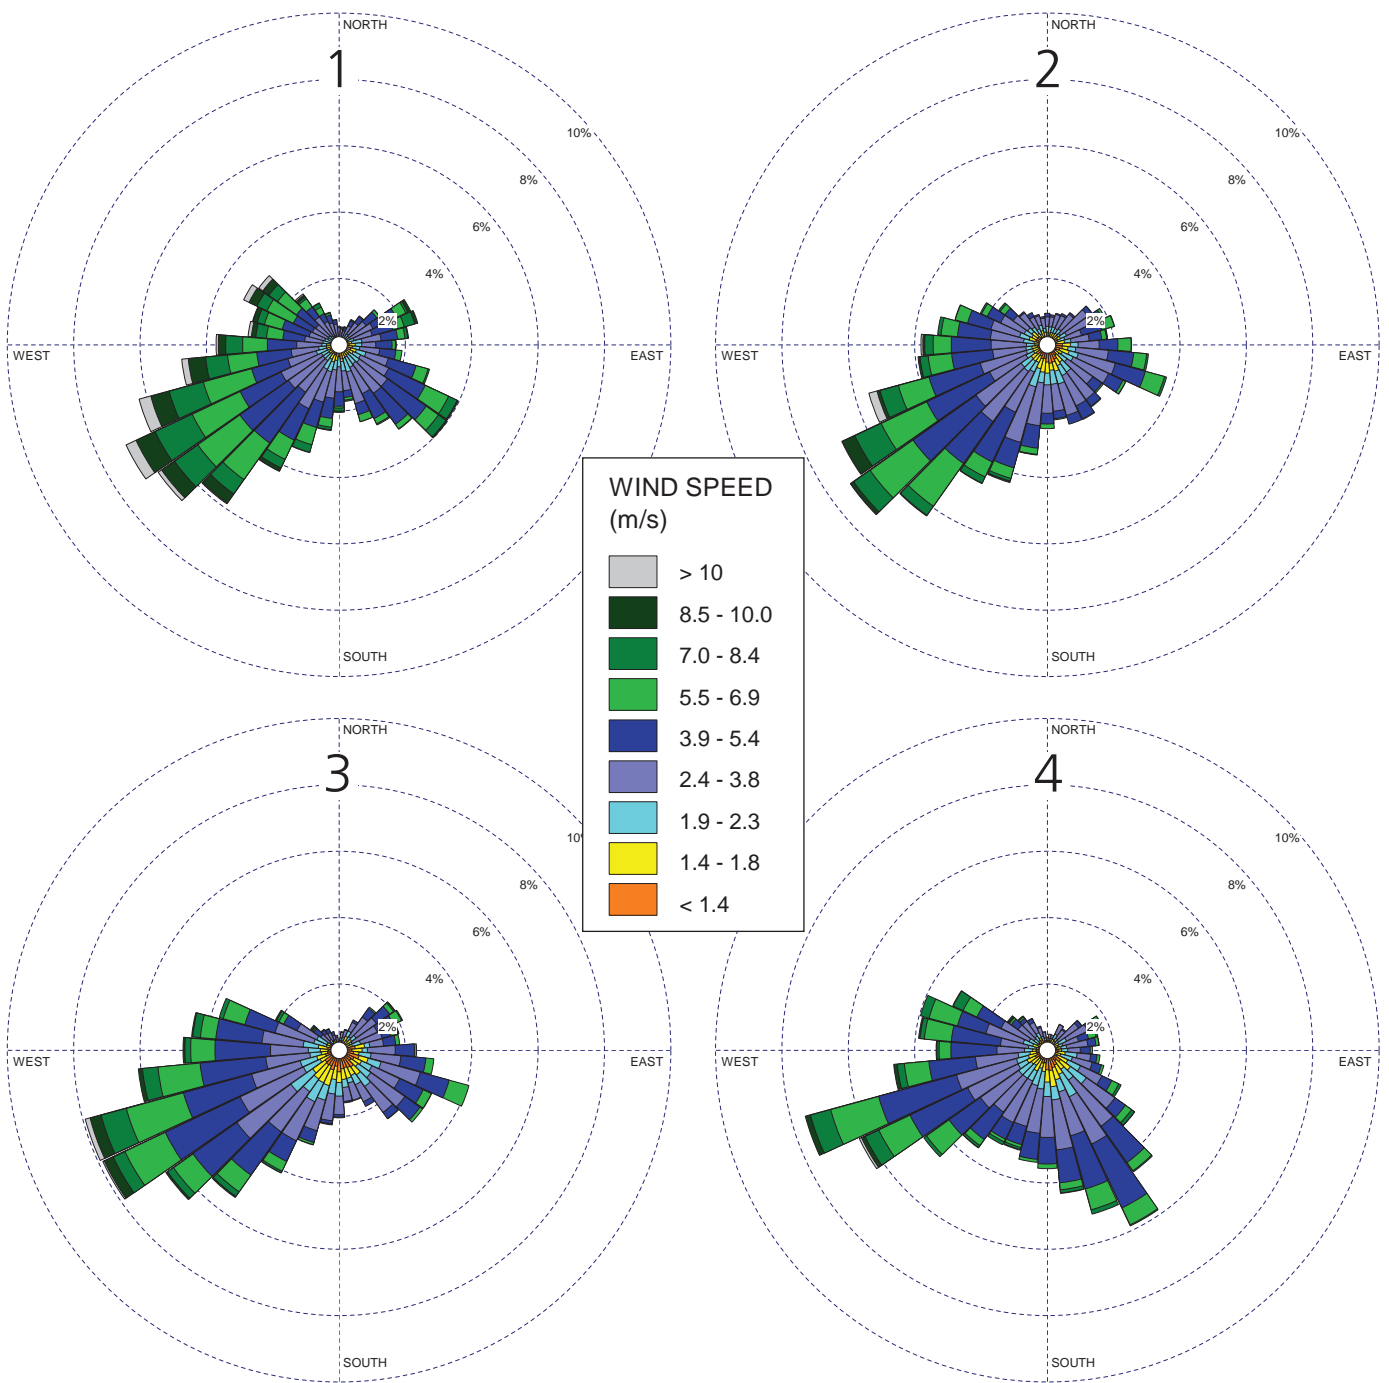 NORTH
1
10%
8%
6%
4%
2%
WEST
EAST
SOUTH
NORTH
2
10%
8%
6%
4%
2%
WEST
EAST
SOUTH
WIND SPEED
(m/s)
> 10
8.5 - 10.0
7.0 - 8.4
5.5 - 6.9
3.9 - 5.4
2.4 - 3.8
1.9 - 2.3
1.4 - 1.8
< 1.4
NORTH
3
10
8%
6%
4%
2%
WEST
EAST
SOUTH
NORTH
4
10%
8%
6%
4%
2%
WEST
EAST
SOUTH